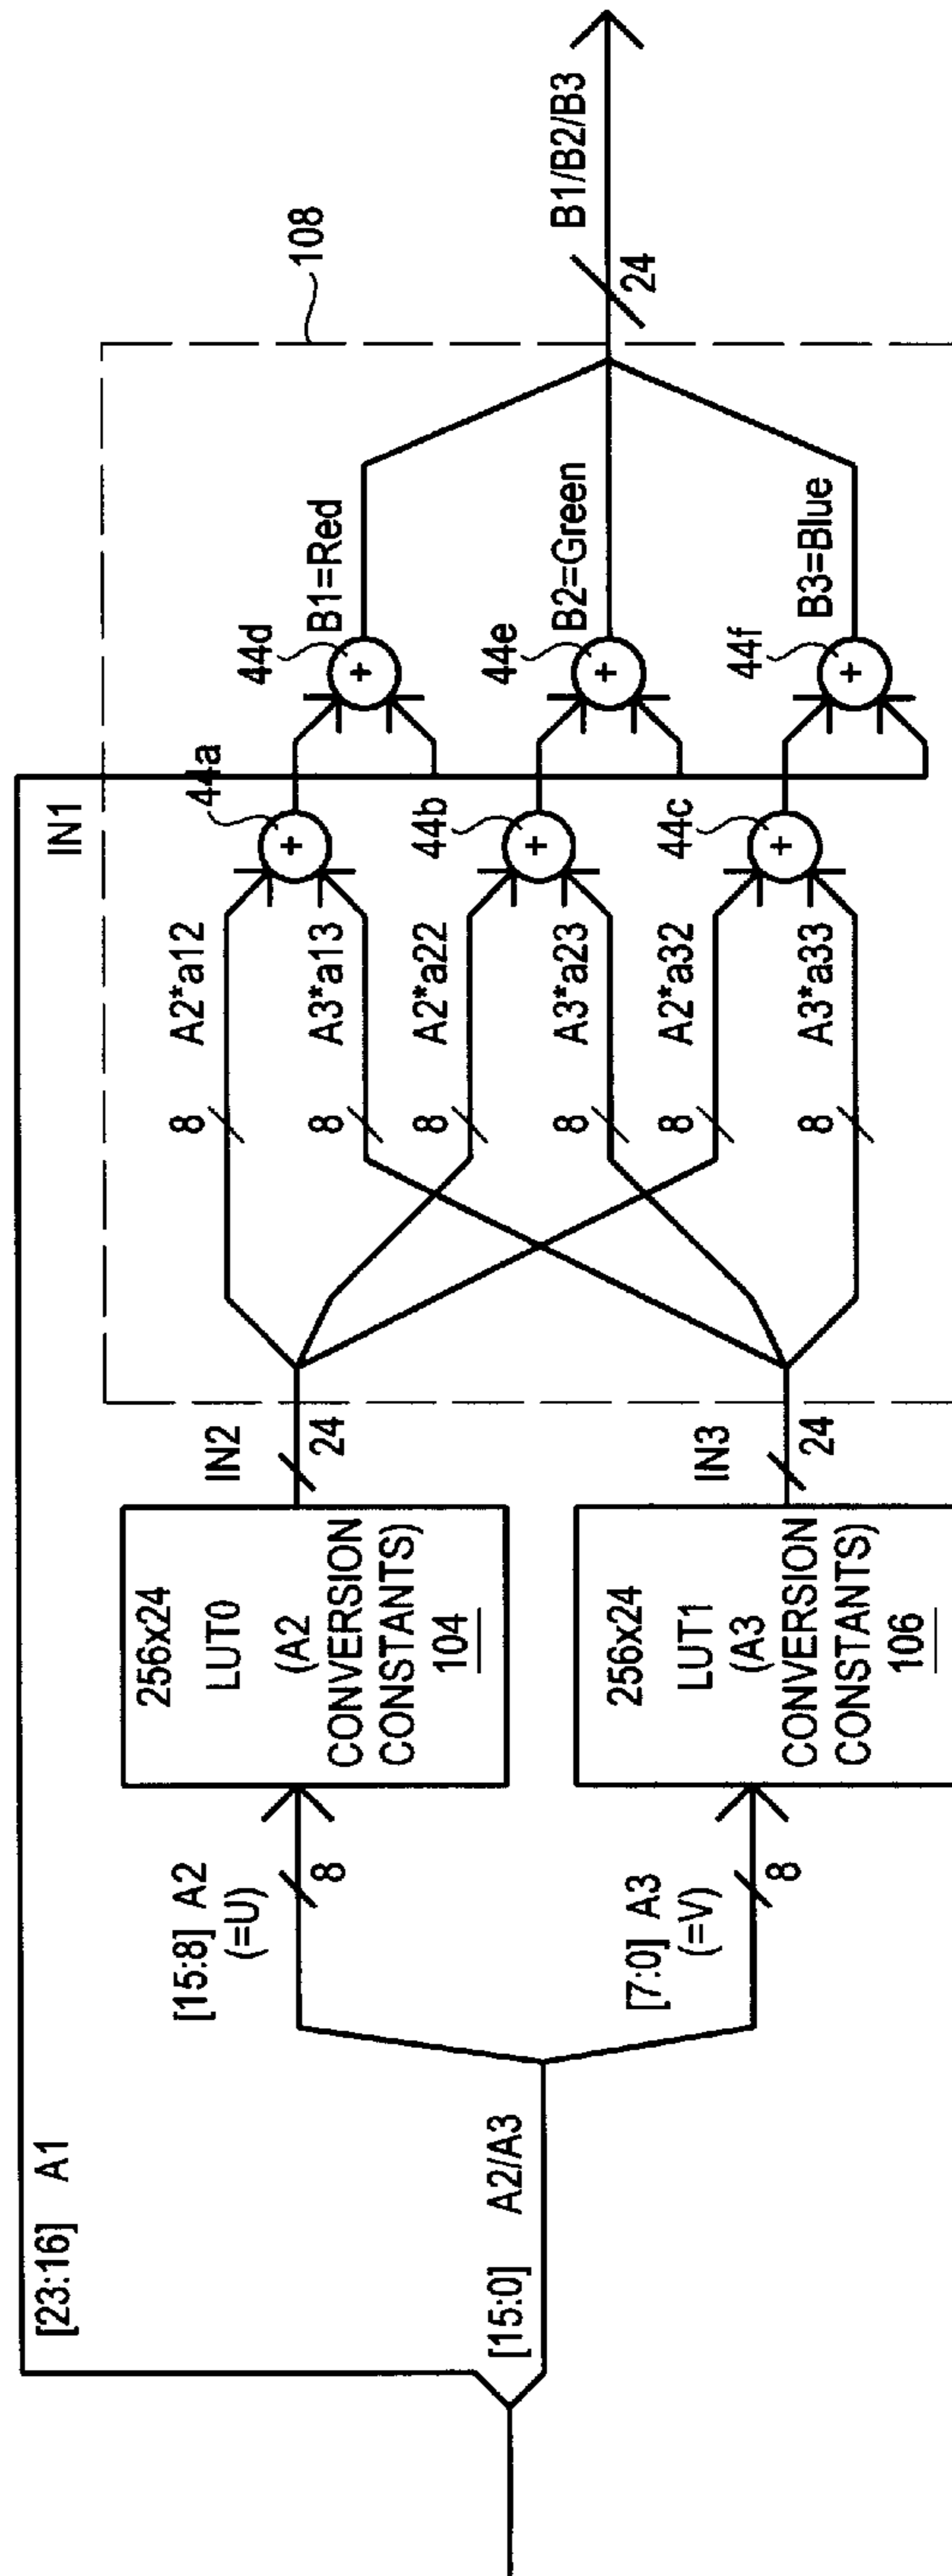 [23:16] A1
[15:0] A2/A3
[15:8] A2
(=U)
8
[7:0] A3
(=V)
8
256x24
LUT0
(A2
CONVERSION
CONSTANTS)
104
256x24
LUT1
(A3
CONVERSION
CONSTANTS)
106
IN2
24
IN3
24
IN1
8 A2*a12
8 A3*a13
8 A2*a22
8 A3*a23
8 A2*a32
8 A3*a33
44a
44b
44c
44d
44e
44f
B1=Red
B2=Green
B3=Blue
108
B1/B2/B3
24